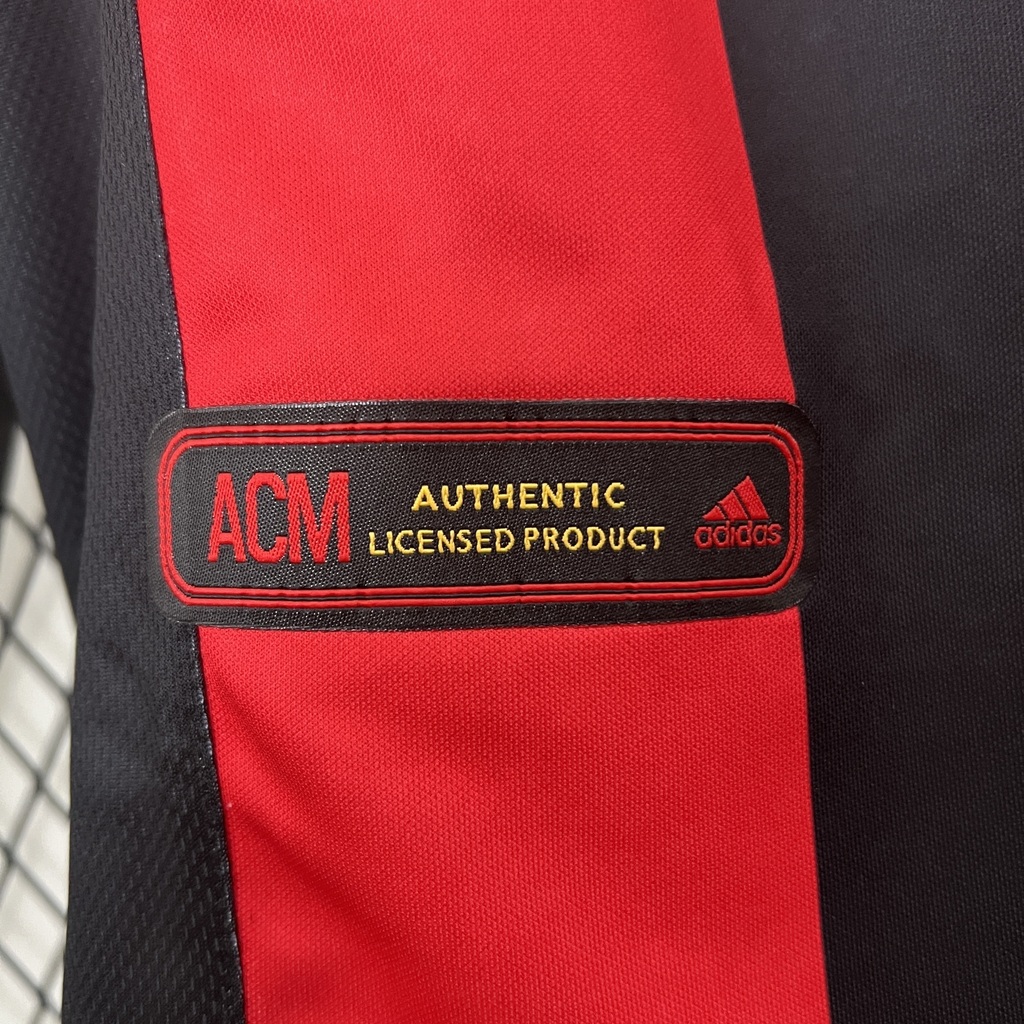 ACM
AUTHENTIC
LICENSED PRODUCT
adidas